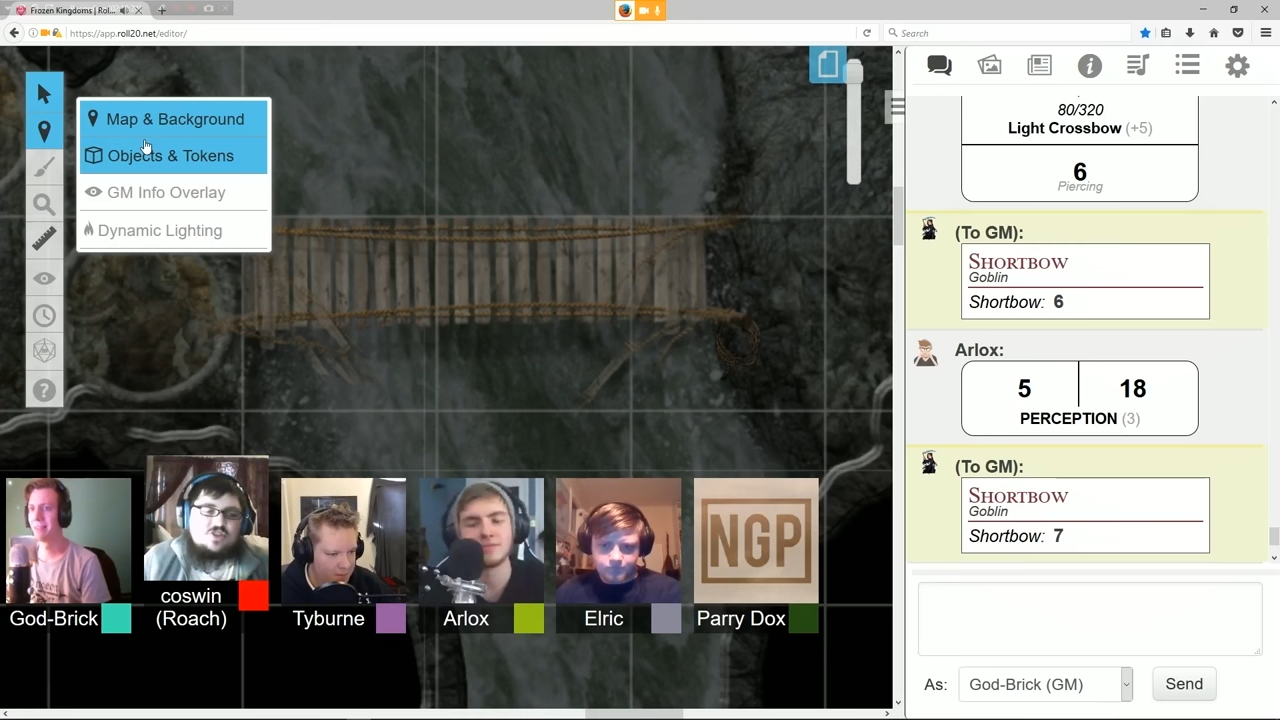 Frozen Kingdoms | Rol...
https://app.roll20.net/editor/
Search
Map & Background
Objects & Tokens
GM Info Overlay
Dynamic Lighting
80/320
Light Crossbow (+5)
6
Piercing
(To GM):
SHORTBOW
Goblin
Shortbow: 6
Arlox:
5 18
PERCEPTION (3)
(To GM):
SHORTBOW
Goblin
Shortbow: 7
NGP
God-Brick
coswin
(Roach)
Tyburne
Arlox
Elric
Parry Dox
As:
God-Brick (GM)
Send